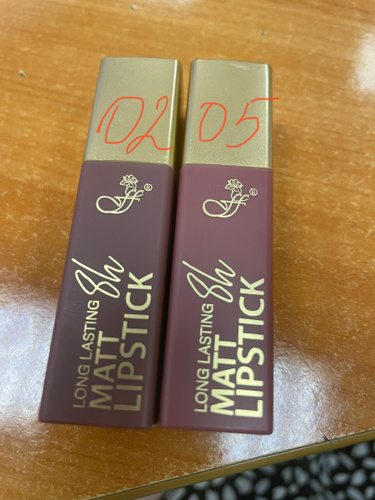 02
05
®
LONG LASTING 8h
MATT
LIPSTICK
®
LONG LASTING 8h
MATT
LIPSTICK